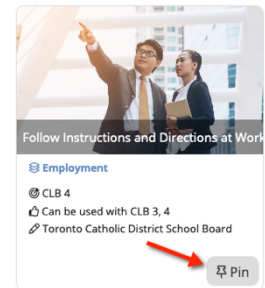 Follow Instructions and Directions at Work
Employment
CLB 4
Can be used with CLB 3, 4
Toronto Catholic District School Board
Pin